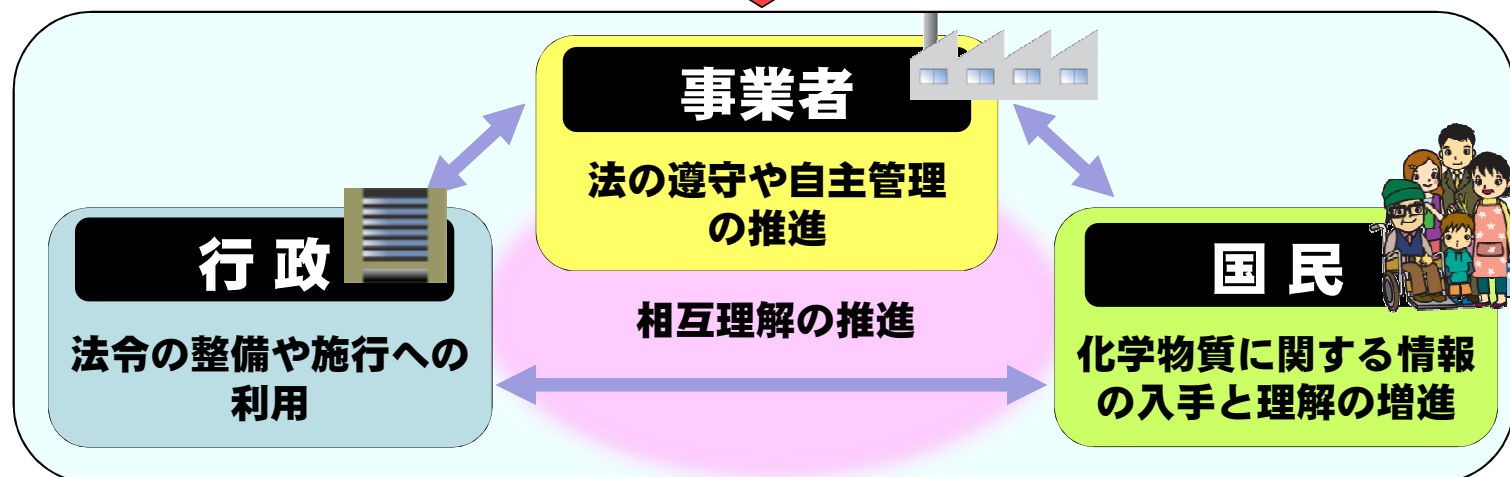 事業者
法の遵守や自主管理
の推進
行政
法令の整備や施行への
利用
相互理解の推進
国民
化学物質に関する情報
の入手と理解の増進